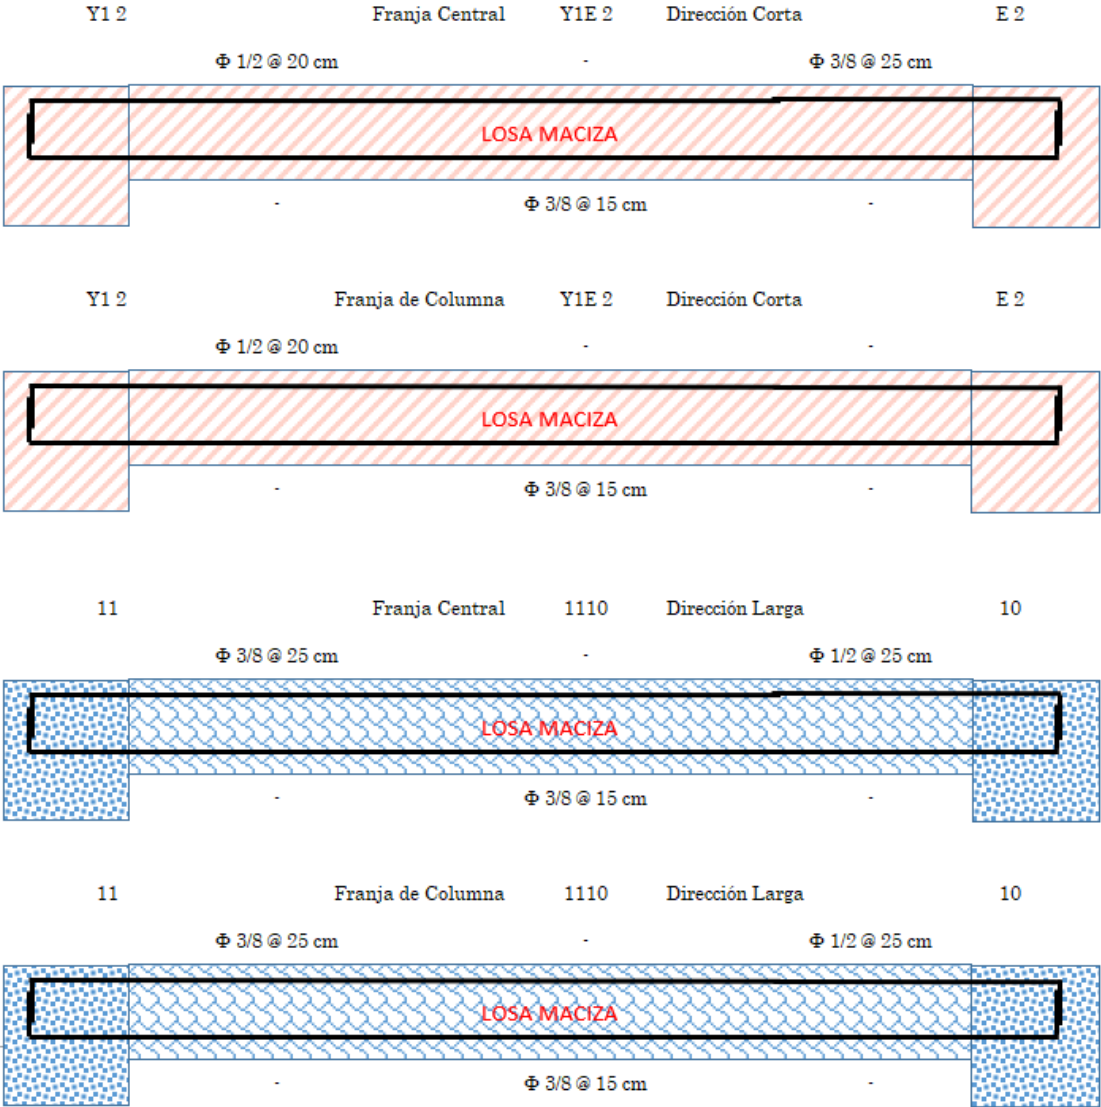 Y1 2 Franja Central Y1E 2 Dirección Corta E 2
Φ 1/2 @ 20 cm - Φ 3/8 @ 25 cm
LOSA MACIZA
- Φ 3/8 @ 15 cm -
Y1 2 Franja de Columna Y1E 2 Dirección Corta E 2
Φ 1/2 @ 20 cm - -
LOSA MACIZA
- Φ 3/8 @ 15 cm -
11 Franja Central 1110 Dirección Larga 10
Φ 3/8 @ 25 cm - Φ 1/2 @ 25 cm
LOSA MACIZA
- Φ 3/8 @ 15 cm -
11 Franja de Columna 1110 Dirección Larga 10
Φ 3/8 @ 25 cm - Φ 1/2 @ 25 cm
LOSA MACIZA
- Φ 3/8 @ 15 cm -